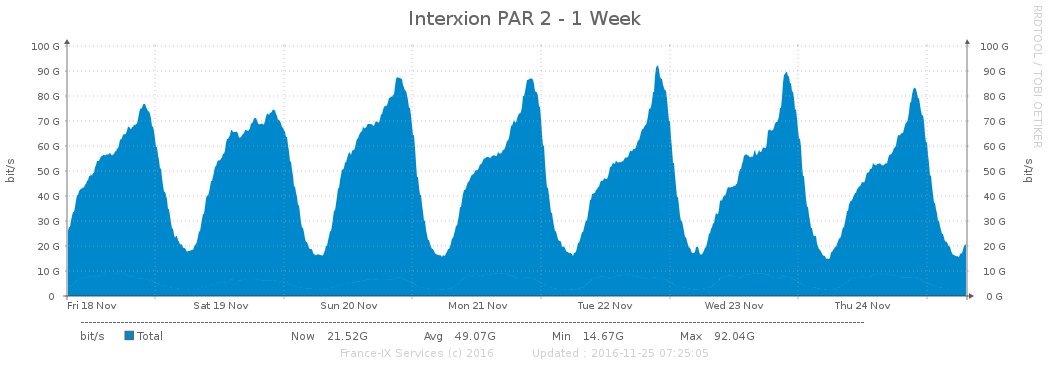 Interxion PAR 2 - 1 Week
RRDTOOL / TOBI OETIKER
bit/s
bit/s
100 G 100 G
90 G 90 G
80 G 80 G
70 G 70 G
60 G 60 G
50 G 50 G
40 G 40 G
30 G 30 G
20 G 20 G
10 G 10 G
0 0 G
Fri 18 Nov Sat 19 Nov Sun 20 Nov Mon 21 Nov Tue 22 Nov Wed 23 Nov Thu 24 Nov
bit/s Total Now 21.52G Avg 49.07G Min 14.67G Max 92.04G
France-IX Services (c) 2016 Updated : 2016-11-25 07:25:05